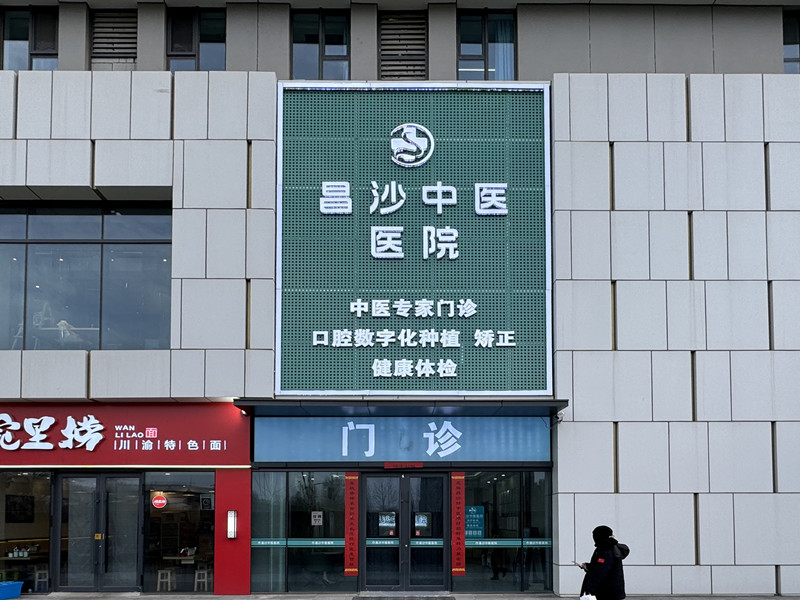 昌沙中医
医院
中医专家门诊
口腔数字化种植 矫正
健康体检
门 诊
里捞
WAN
LI LAO
面
川渝特色面